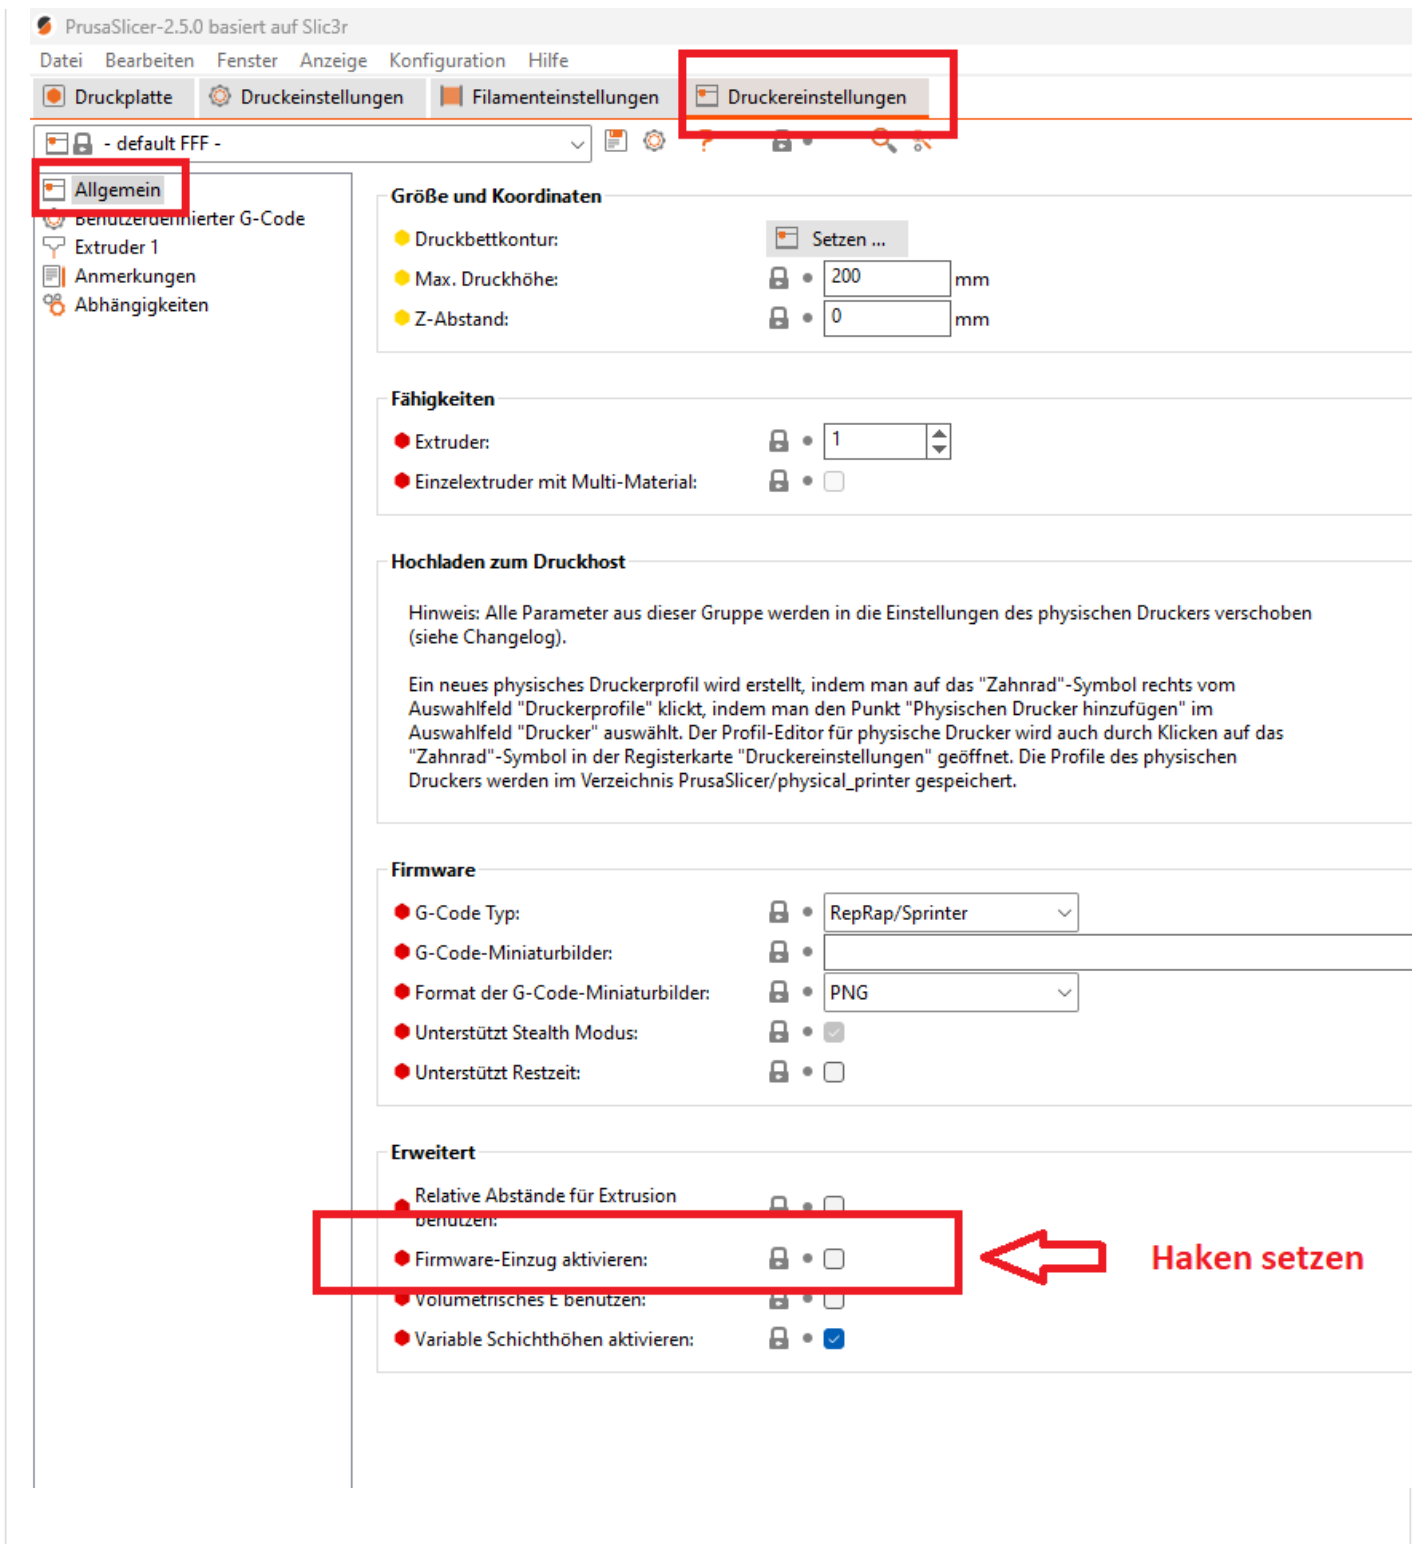 PrusaSlicer-2.5.0 basiert auf Slic3r
Datei Bearbeiten Fenster Anzeige Konfiguration Hilfe
Druckplatte Druckeinstellungen Filamenteinstellungen Druckereinstellungen
- default FFF -
Allgemein
Benutzerdefinierter G-Code
Extruder 1
Anmerkungen
Abhängigkeiten
Größe und Koordinaten
Druckbettkontur: Setzen ...
Max. Druckhöhe: 200 mm
Z-Abstand: 0 mm
Fähigkeiten
Extruder: 1
Einzelextruder mit Multi-Material:
Hochladen zum Druckhost
Hinweis: Alle Parameter aus dieser Gruppe werden in die Einstellungen des physischen Druckers verschoben
(siehe Changelog).
Ein neues physisches Druckerprofil wird erstellt, indem man auf das "Zahnrad"-Symbol rechts vom
Auswahlfeld "Druckerprofile" klickt, indem man den Punkt "Physischen Drucker hinzufügen" im
Auswahlfeld "Drucker" auswählt. Der Profil-Editor für physische Drucker wird auch durch Klicken auf das
"Zahnrad"-Symbol in der Registerkarte "Druckereinstellungen" geöffnet. Die Profile des physischen
Druckers werden im Verzeichnis PrusaSlicer/physical_printer gespeichert.
Firmware
G-Code Typ: RepRap/Sprinter
G-Code-Miniaturbilder:
Format der G-Code-Miniaturbilder: PNG
Unterstützt Stealth Modus:
Unterstützt Restzeit:
Erweitert
Relative Abstände für Extrusion
benutzen:
Firmware-Einzug aktivieren:
Haken setzen
Volumetrisches E benutzen:
Variable Schichthöhen aktivieren: